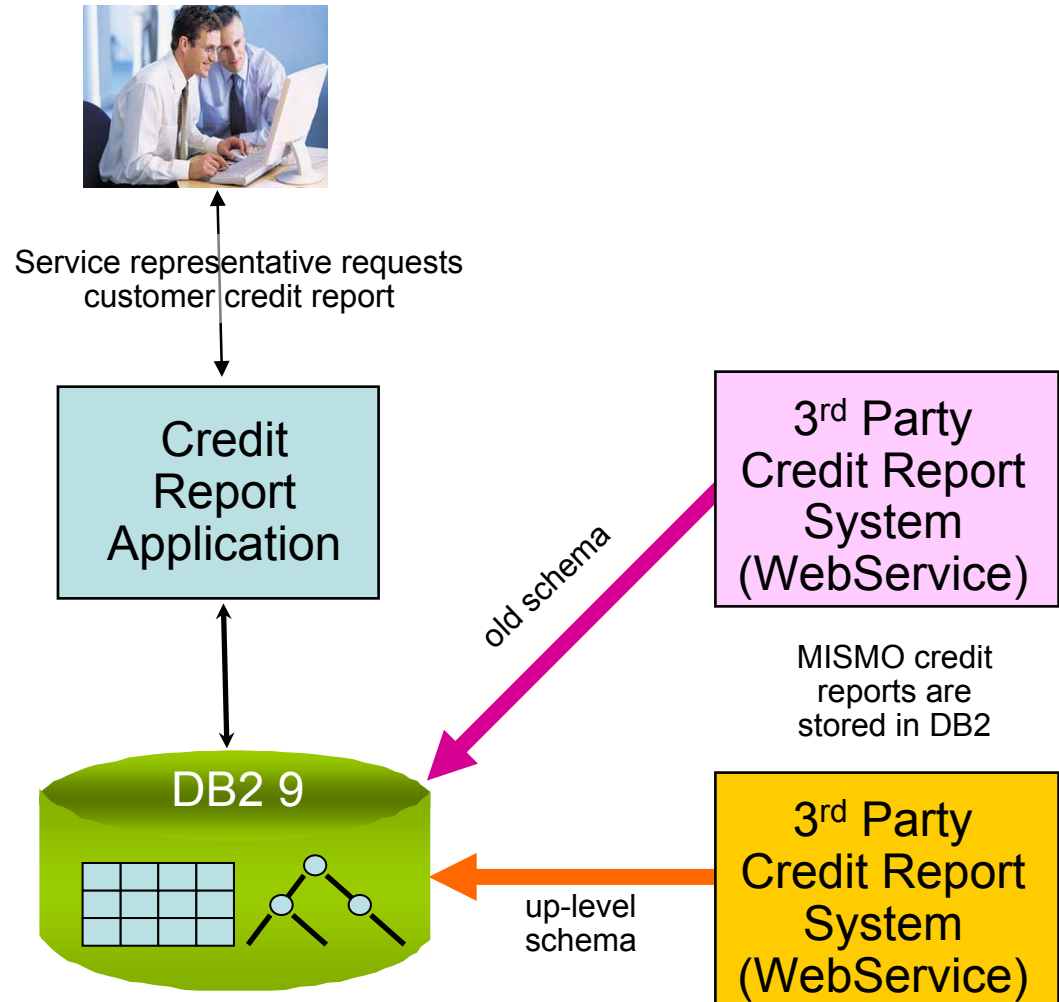 Service representative requests
customer credit report
Credit
Report
Application
3rd Party
Credit Report
System
(WebService)
old schema
MISMO credit
reports are
stored in DB2
DB2 9
up-level
schema
3rd Party
Credit Report
System
(WebService)